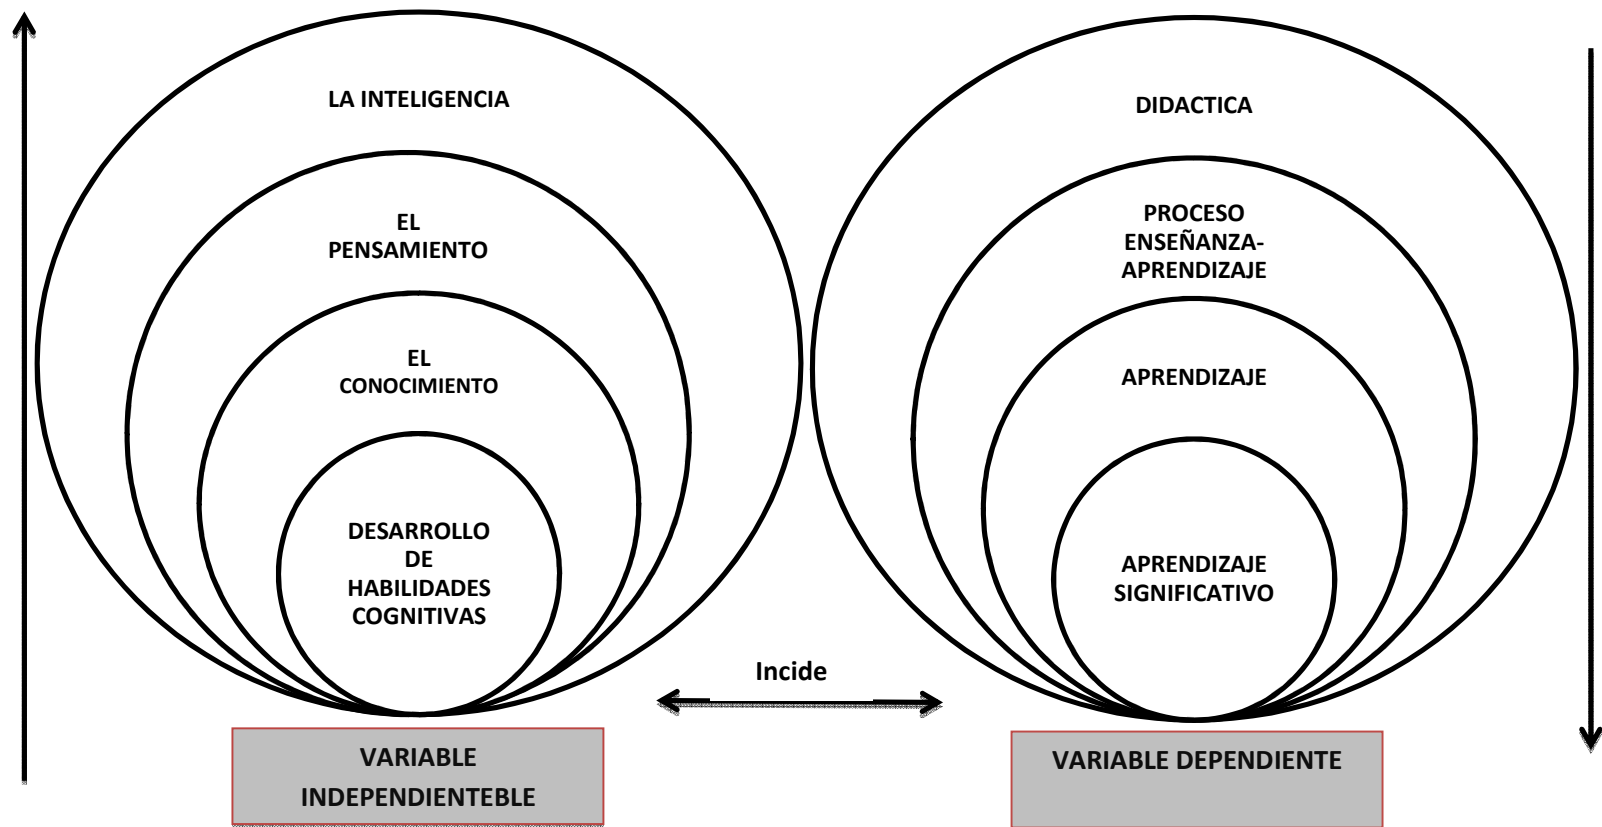 LA INTELIGENCIA
EL
PENSAMIENTO
EL
CONOCIMIENTO
DESARROLLO
DE
HABILIDADES
COGNITIVAS
VARIABLE
INDEPENDIENTEBLE
Incide
DIDACTICA
PROCESO
ENSEÑANZA-
APRENDIZAJE
APRENDIZAJE
APRENDIZAJE
SIGNIFICATIVO
VARIABLE DEPENDIENTE